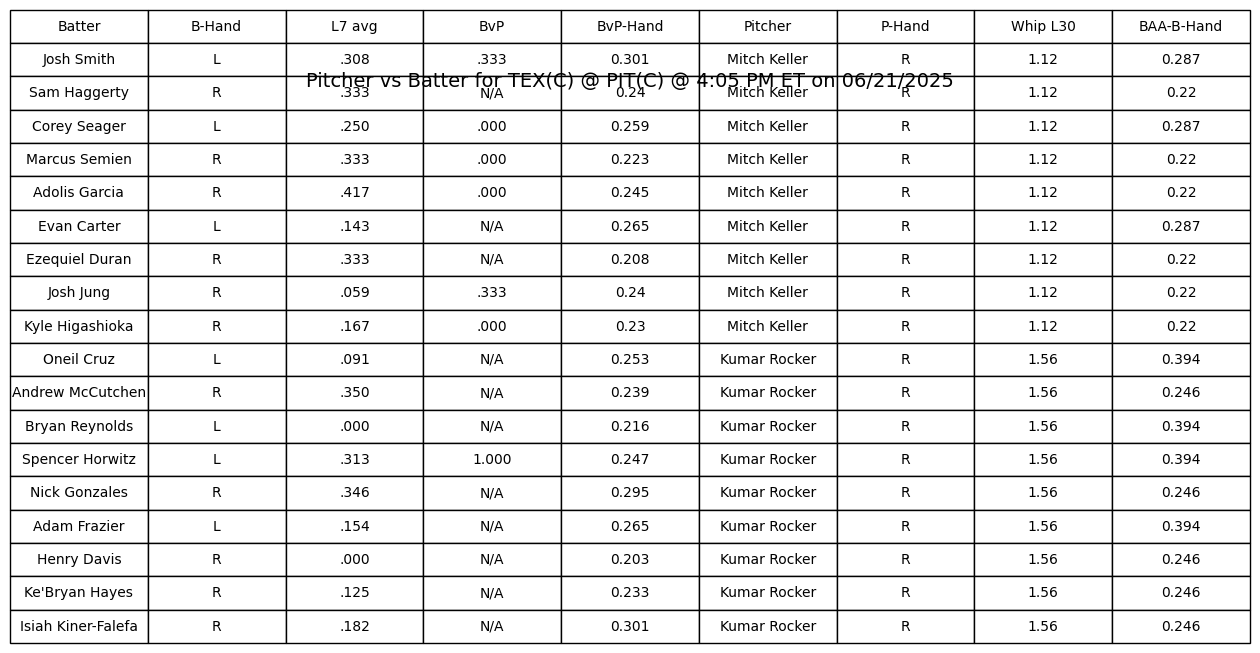 Batter B-Hand L7 avg BvP BvP-Hand Pitcher P-Hand Whip L30 BAA-B-Hand
Josh Smith L .308 .333 0.301 Mitch Keller R 1.12 0.287
Pitcher vs Batter for TEX(C) @ PIT(C) @ 4:05 PM ET on 06/21/2025
Sam Haggerty R .333 N/A 0.24 Mitch Keller R 1.12 0.22
Corey Seager L .250 .000 0.259 Mitch Keller R 1.12 0.287
Marcus Semien R .333 .000 0.223 Mitch Keller R 1.12 0.22
Adolis Garcia R .417 .000 0.245 Mitch Keller R 1.12 0.22
Evan Carter L .143 N/A 0.265 Mitch Keller R 1.12 0.287
Ezequiel Duran R .333 N/A 0.208 Mitch Keller R 1.12 0.22
Josh Jung R .059 .333 0.24 Mitch Keller R 1.12 0.22
Kyle Higashioka R .167 .000 0.23 Mitch Keller R 1.12 0.22
Oneil Cruz L .091 N/A 0.253 Kumar Rocker R 1.56 0.394
Andrew McCutchen R .350 N/A 0.239 Kumar Rocker R 1.56 0.246
Bryan Reynolds L .000 N/A 0.216 Kumar Rocker R 1.56 0.394
Spencer Horwitz L .313 1.000 0.247 Kumar Rocker R 1.56 0.394
Nick Gonzales R .346 N/A 0.295 Kumar Rocker R 1.56 0.246
Adam Frazier L .154 N/A 0.265 Kumar Rocker R 1.56 0.394
Henry Davis R .000 N/A 0.203 Kumar Rocker R 1.56 0.246
Ke'Bryan Hayes R .125 N/A 0.233 Kumar Rocker R 1.56 0.246
Isiah Kiner-Falefa R .182 N/A 0.301 Kumar Rocker R 1.56 0.246